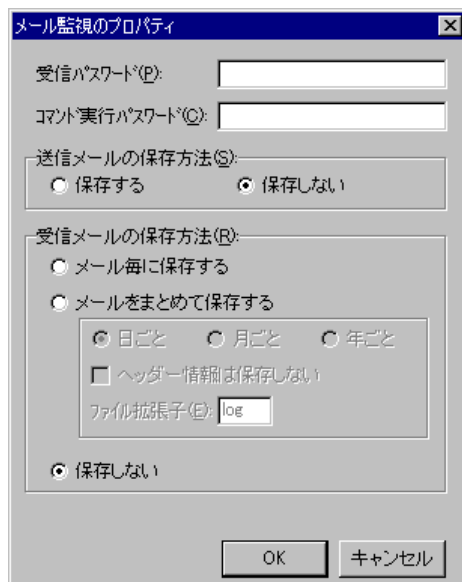 メール監視のプロパティ
受信ﾊﾟｽﾜｰﾄﾞ(P):
ｺﾏﾝﾄﾞ実行ﾊﾟｽﾜｰﾄﾞ(C):
送信メールの保存方法(S):
保存する 保存しない
受信メールの保存方法(R):
メール毎に保存する
メールをまとめて保存する
日ごと 月ごと 年ごと
ヘッダー情報は保存しない
ﾌｧｲﾙ拡張子(E): log
保存しない
OK キャンセル